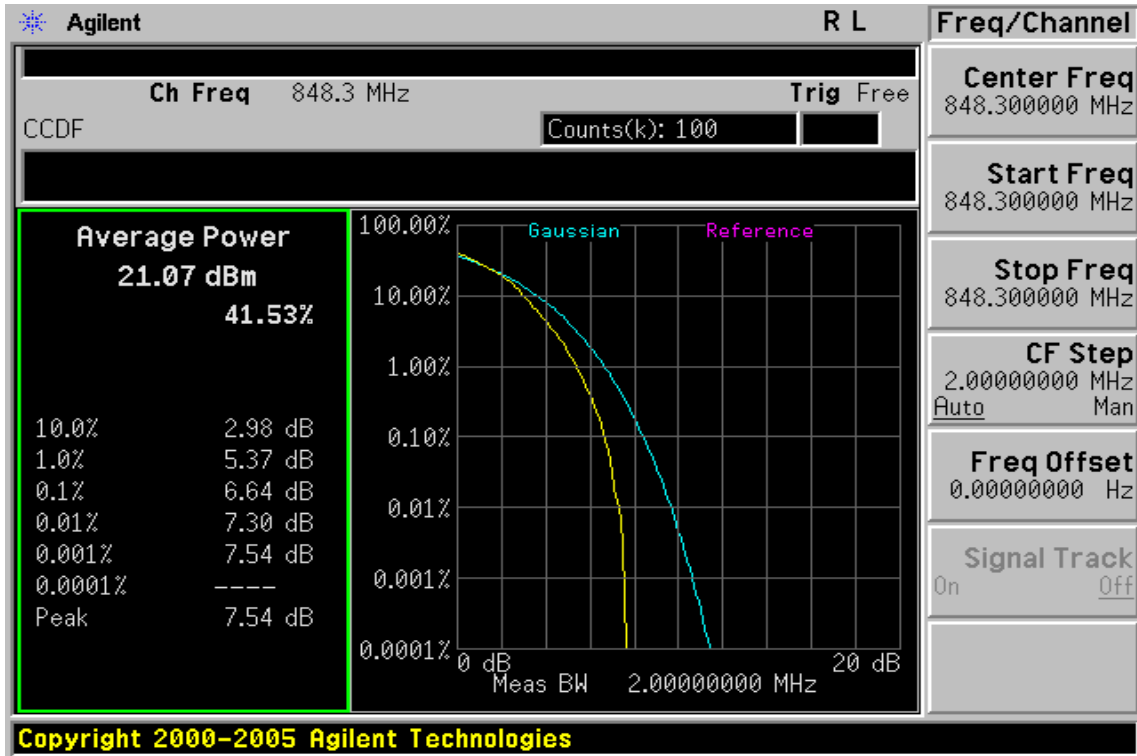 Agilent
R L
Freq/Channel
Ch Freq 848.3 MHz
Trig Free
CCDF
Counts(k): 100
Average Power
21.07 dBm
41.53%
10.0% 2.98 dB
1.0% 5.37 dB
0.1% 6.64 dB
0.01% 7.30 dB
0.001% 7.54 dB
0.0001% ----
Peak 7.54 dB
Gaussian
Reference
100.00%
10.00%
1.00%
0.10%
0.01%
0.001%
0.0001%
0 dB
20 dB
Meas BW 2.00000000 MHz
Center Freq
848.300000 MHz
Start Freq
848.300000 MHz
Stop Freq
848.300000 MHz
CF Step
2.00000000 MHz
Auto Man
Freq Offset
0.00000000 Hz
Signal Track
On Off
Copyright 2000-2005 Agilent Technologies